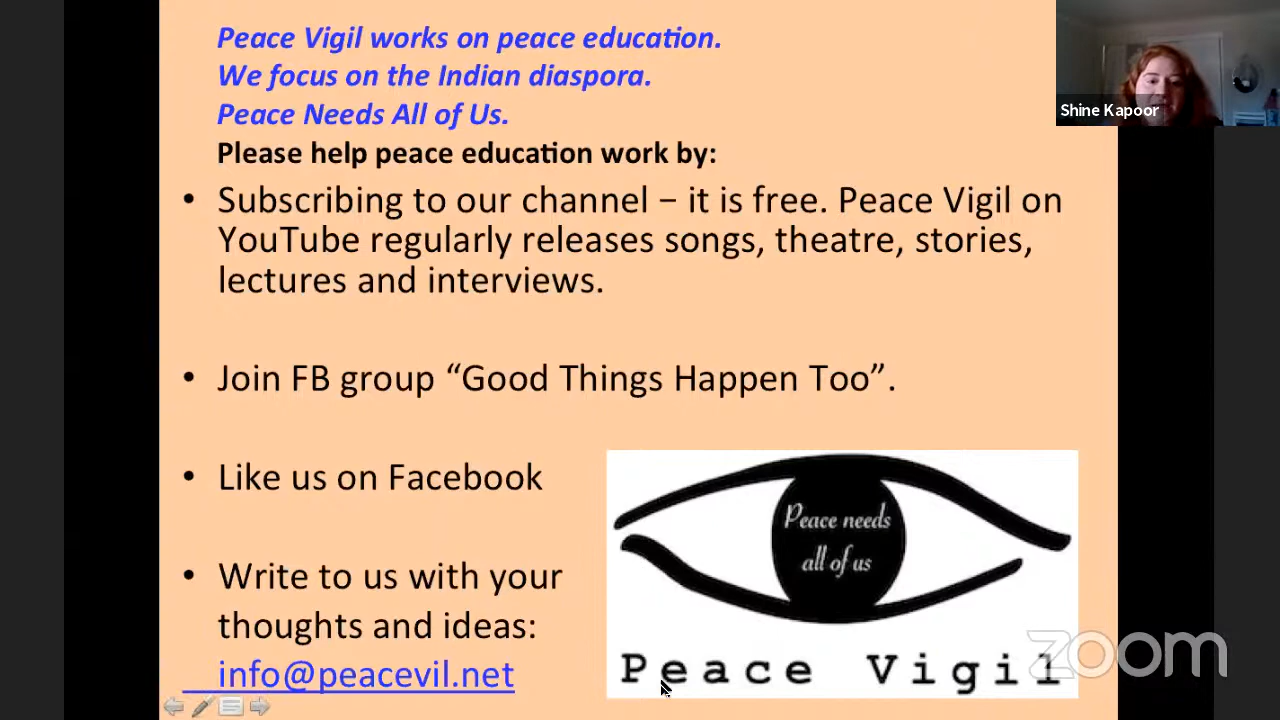 Peace Vigil works on peace education.
We focus on the Indian diaspora.
Peace Needs All of Us.
Please help peace education work by:
• Subscribing to our channel – it is free. Peace Vigil on
YouTube regularly releases songs, theatre, stories,
lectures and interviews.
• Join FB group “Good Things Happen Too”.
• Like us on Facebook
• Write to us with your
thoughts and ideas:
info@peacevil.net
Peace needs
all of us
Peace Vigil
Shine Kapoor
zoom